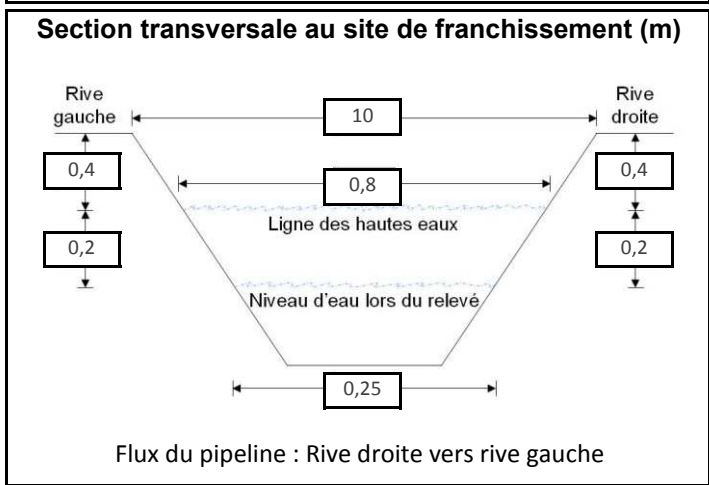 Section transversale au site de franchissement (m)
Rive gauche
Rive droite
10
0,4
0,8
0,4
Ligne des hautes eaux
0,2
0,2
Niveau d'eau lors du relevé
0,25
Flux du pipeline : Rive droite vers rive gauche